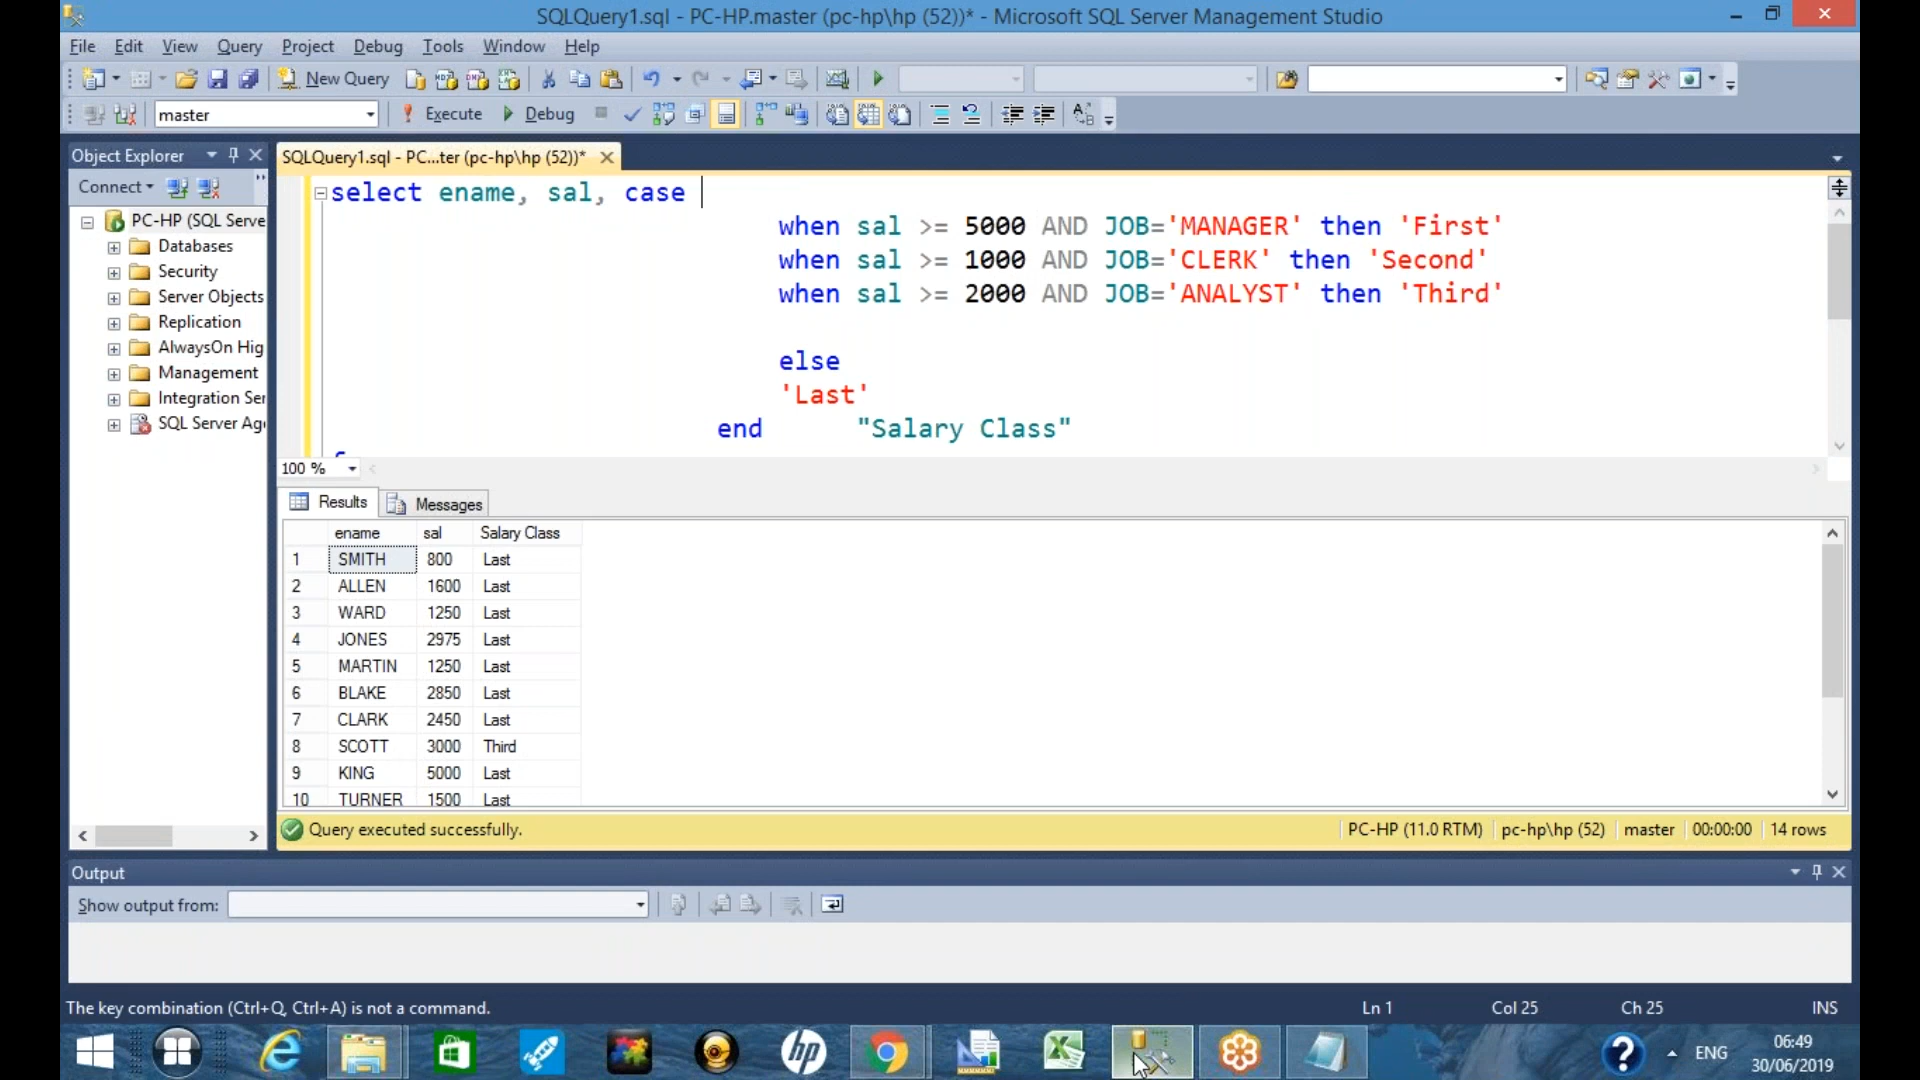 SQLQuery1.sql - PC-HP.master (pc-hp\hp (52))* - Microsoft SQL Server Management Studio
File Edit View Query Project Debug Tools Window Help
New Query
master Execute Debug
Object Explorer
SQLQuery1.sql - PC...ter (pc-hp\hp (52))*
Connect
PC-HP (SQL Serve
Databases
Security
Server Objects
Replication
AlwaysOn Hig
Management
Integration Ser
SQL Server Ag
select ename, sal, case
when sal >= 5000 AND JOB='MANAGER' then 'First'
when sal >= 1000 AND JOB='CLERK' then 'Second'
when sal >= 2000 AND JOB='ANALYST' then 'Third'
else
'Last'
end "Salary Class"
100 %
Results Messages
ename sal Salary Class
1 SMITH 800 Last
2 ALLEN 1600 Last
3 WARD 1250 Last
4 JONES 2975 Last
5 MARTIN 1250 Last
6 BLAKE 2850 Last
7 CLARK 2450 Last
8 SCOTT 3000 Third
9 KING 5000 Last
10 TURNER 1500 Last
Query executed successfully. PC-HP (11.0 RTM) pc-hp\hp (52) master 00:00:00 14 rows
Output
Show output from:
The key combination (Ctrl+Q, Ctrl+A) is not a command. Ln 1 Col 25 Ch 25 INS
hp
ENG
06:49
30/06/2019